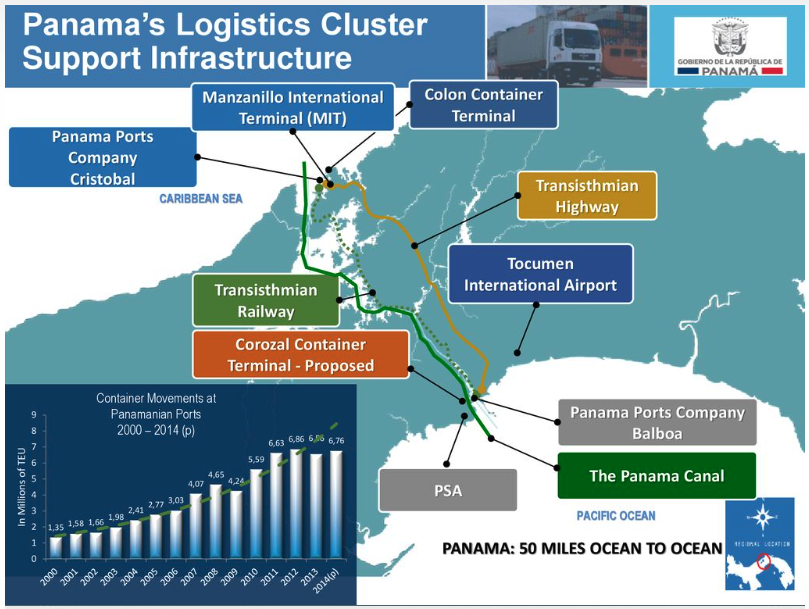 Panama's Logistics Cluster
Support Infrastructure
GOBIERNO DE LA REPÚBLICA DE
PANAMÁ
Manzanillo International
Terminal (MIT)
Colon Container
Terminal
Panama Ports
Company
Cristobal
CARIBBEAN SEA
Transisthmian
Highway
Tocumen
International Airport
Transisthmian
Railway
Corozal Container
Terminal - Proposed
Panama Ports Company
Balboa
The Panama Canal
PSA
PACIFIC OCEAN
PANAMA: 50 MILES OCEAN TO OCEAN
REGIONAL LOCATION
Container Movements at
Panamanian Ports
2000 – 2014 (p)
In Millions of TEU
9
8
7
6
5
4
3
2
1
0
1,35 1,58 1,66 1,98 2,41 2,77 3,03 4,07 4,65 4,24 5,59 6,63 6,86 6,76
2000 2001 2002 2003 2004 2005 2006 2007 2008 2009 2010 2011 2012 2013 2014(p)